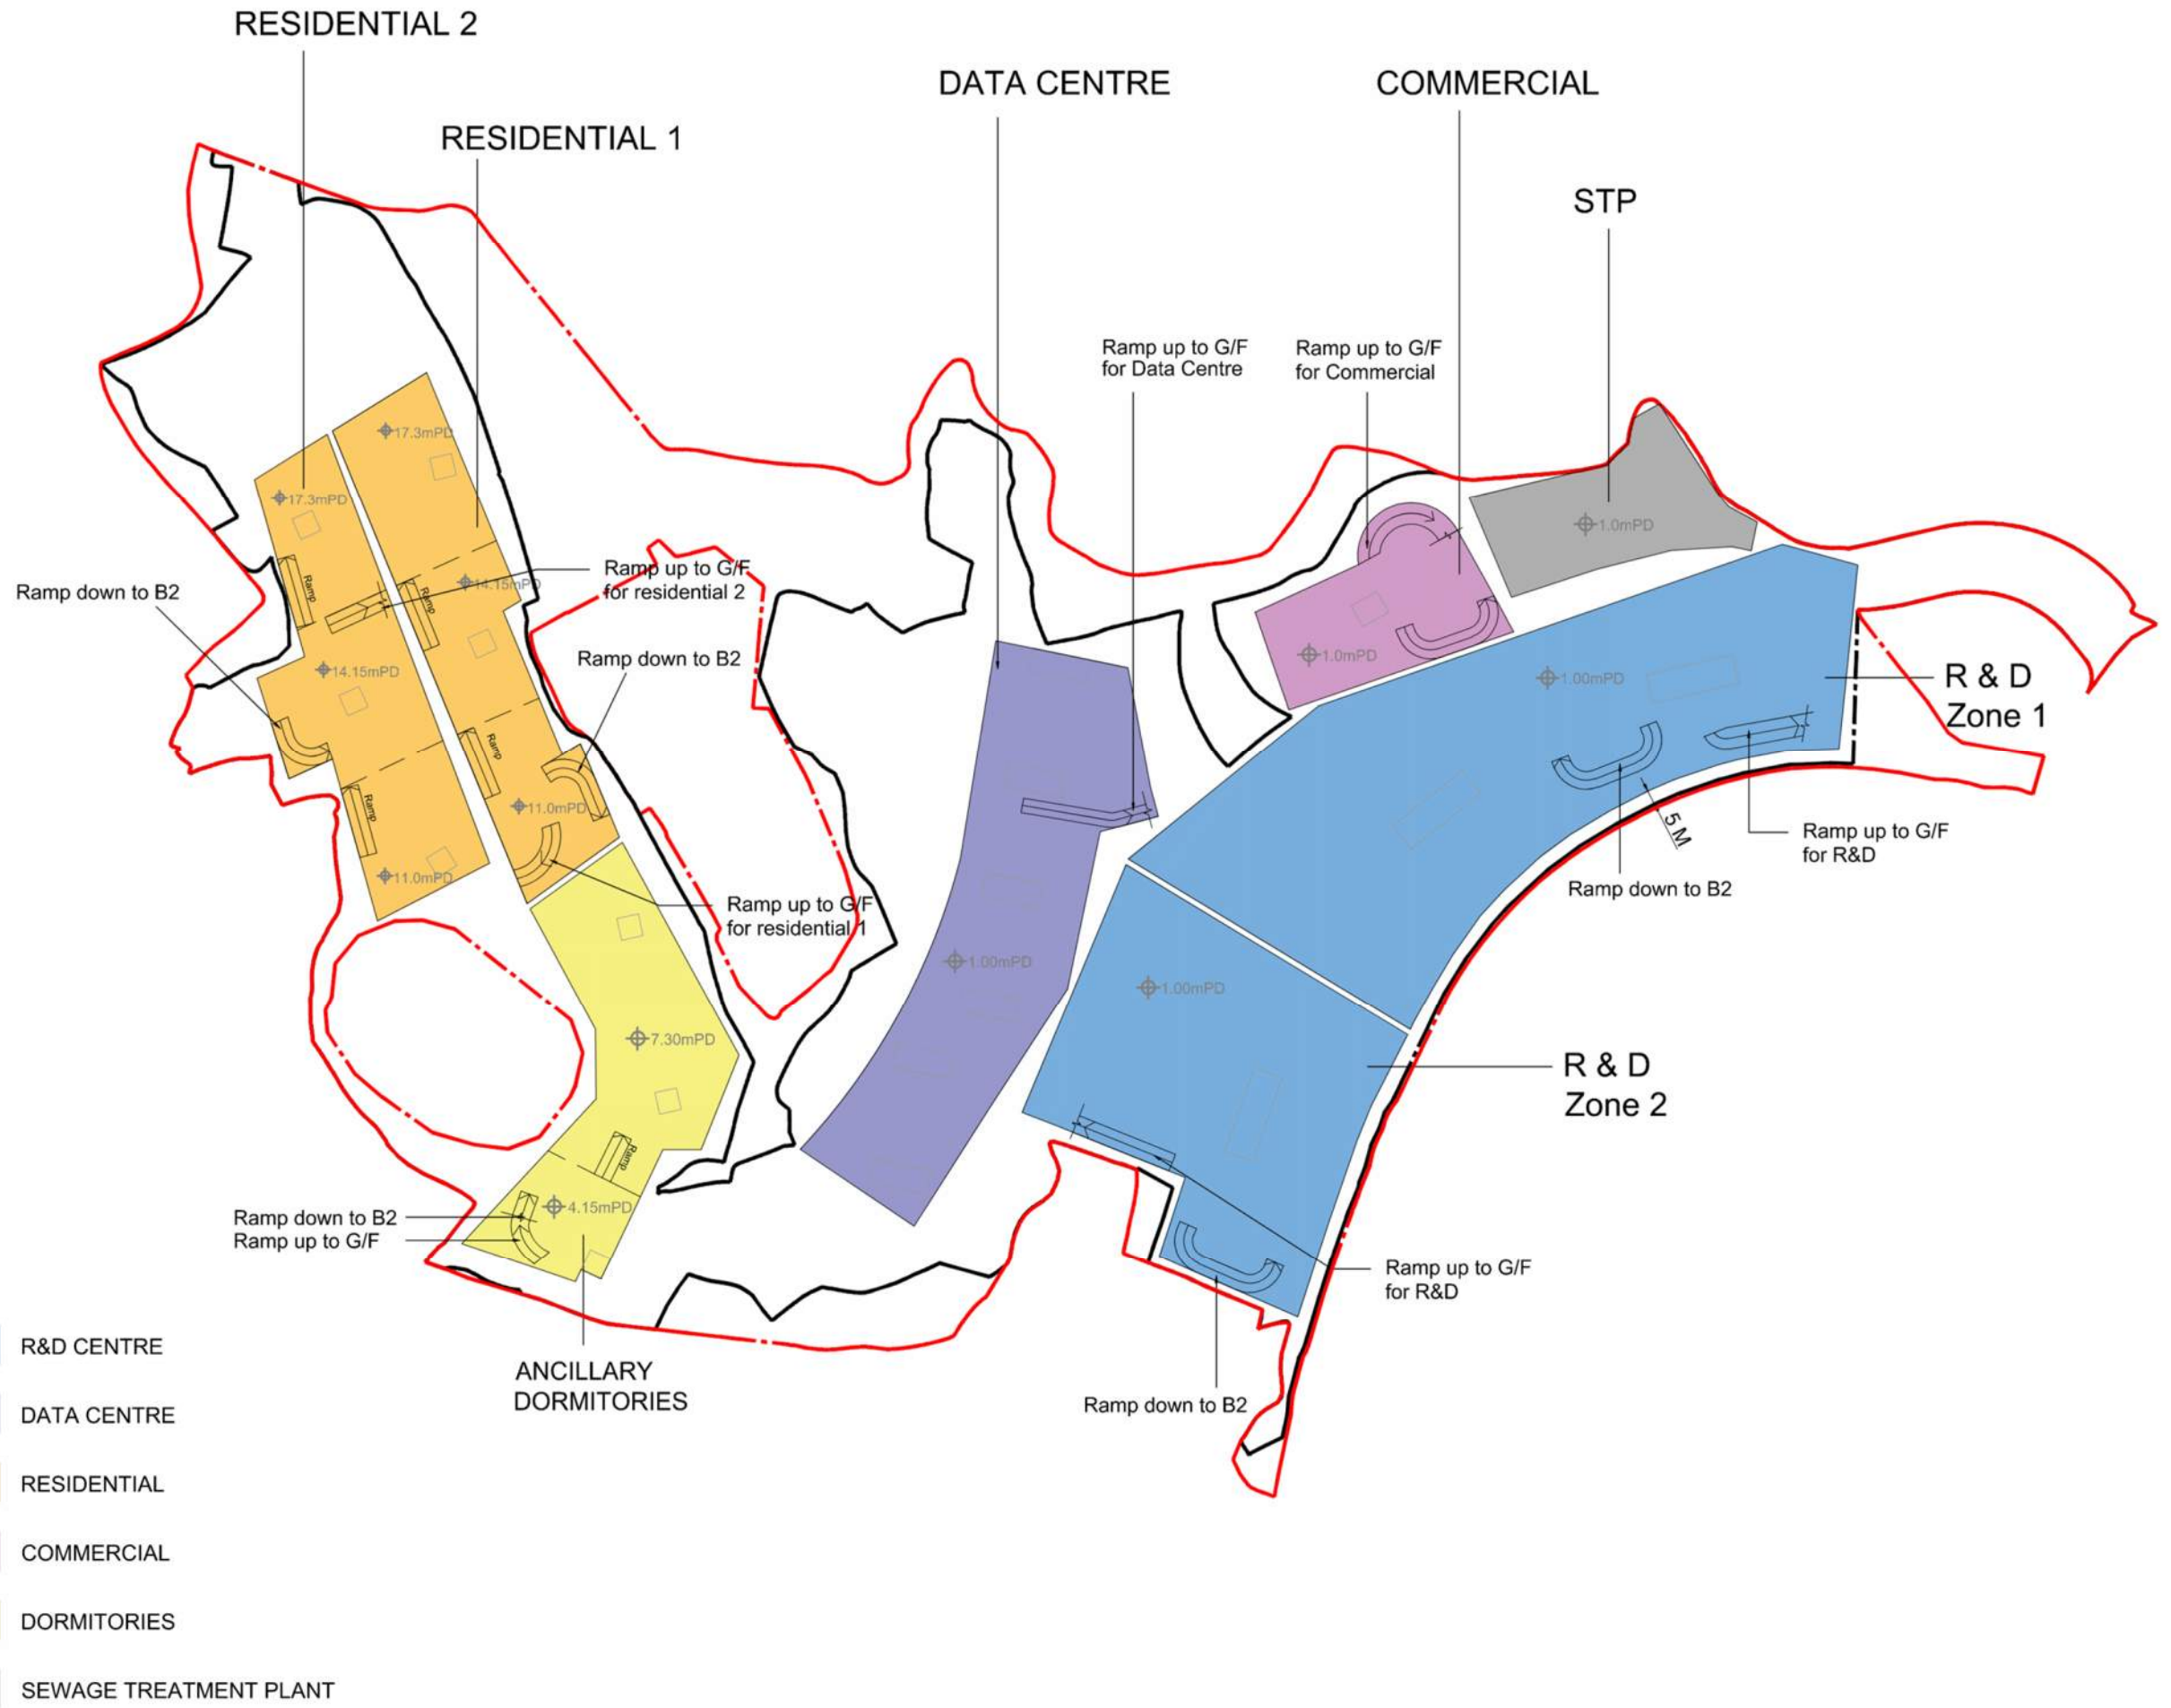 RESIDENTIAL 2
DATA CENTRE
COMMERCIAL
RESIDENTIAL 1
STP
Ramp up to G/F
for Data Centre
Ramp up to G/F
for Commercial
17.3mPD
17.3mPD
1.0mPD
Ramp up to G/F
for residential 2
14.15mPD
Ramp
Ramp
Ramp down to B2
Ramp down to B2
14.15mPD
1.0mPD
1.00mPD
R & D
Zone 1
Ramp
Ramp
11.0mPD
5 M
Ramp up to G/F
for R&D
Ramp down to B2
11.0mPD
Ramp up to G/F
for residential 1
1.00mPD
1.00mPD
7.30mPD
R & D
Zone 2
Ramp
4.15mPD
Ramp down to B2
Ramp up to G/F
Ramp up to G/F
for R&D
ANCILLARY
DORMITORIES
Ramp down to B2
R&D CENTRE
DATA CENTRE
RESIDENTIAL
COMMERCIAL
DORMITORIES
SEWAGE TREATMENT PLANT